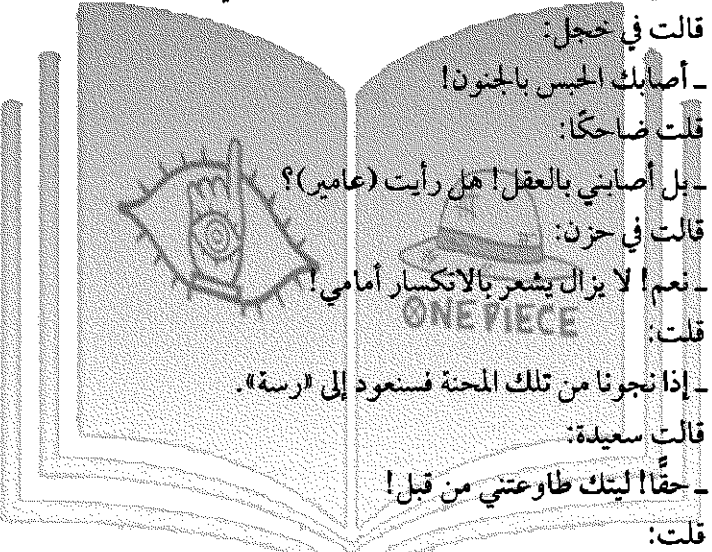 قالت في خجل:
ـ أصابك الحبس بالجنون!
قلت ضاحكًا:
ـ بل أصابني بالعقل! هل رأيت (عامير)؟
قالت في حزن:
ـ نعم! لا يزال يشعر بالانكسار أمامي!
ONE PIECE
قلت:
ـ إذا نجونا من تلك المحنة فسنعود إلى «رسة».
قالت سعيدة:
ـ حقًّا! ليتك طاوعتني من قبل!
قلت: